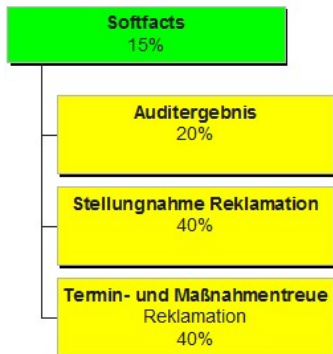 Softfacts
15%
Auditergebnis
20%
Stellungnahme Reklamation
40%
Termin- und Maßnahmentreue
Reklamation
40%